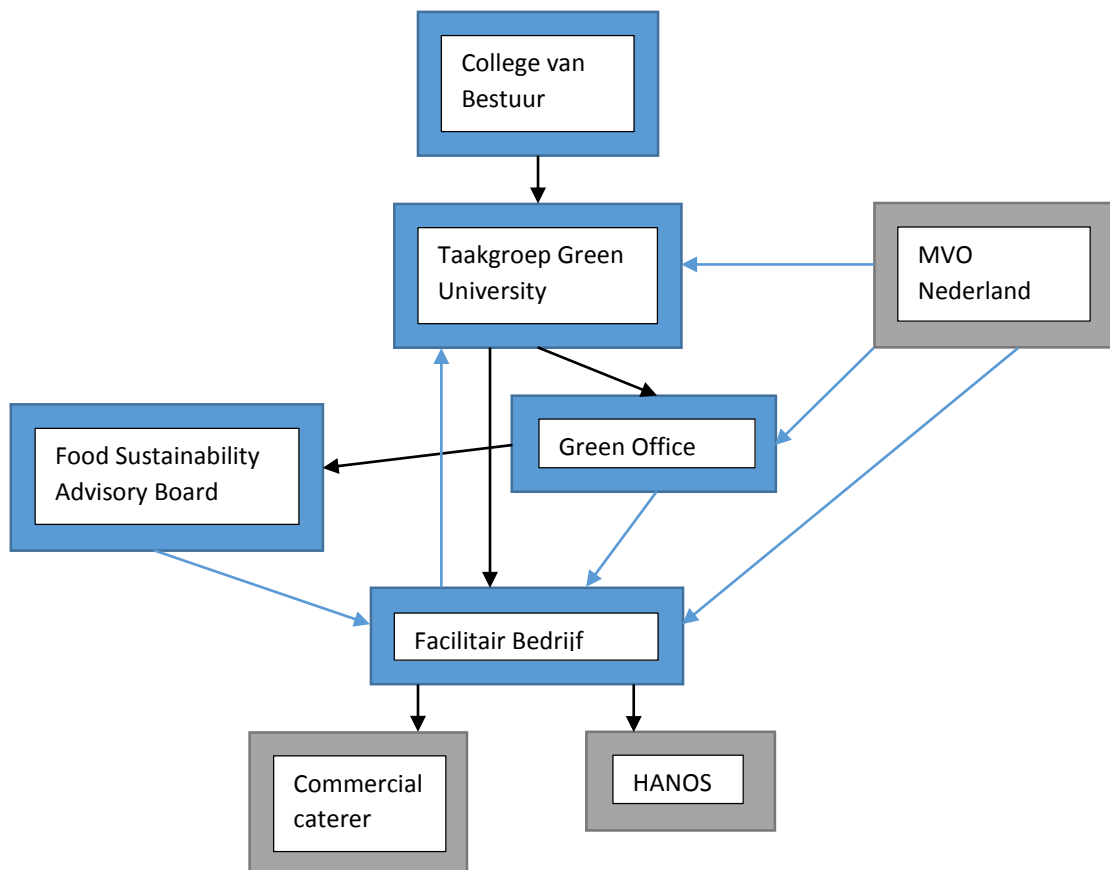 College van
Bestuur
Taakgroep Green
University
MVO
Nederland
Food Sustainability
Advisory Board
Green Office
Facilitair Bedrijf
Commercial
caterer
HANOS